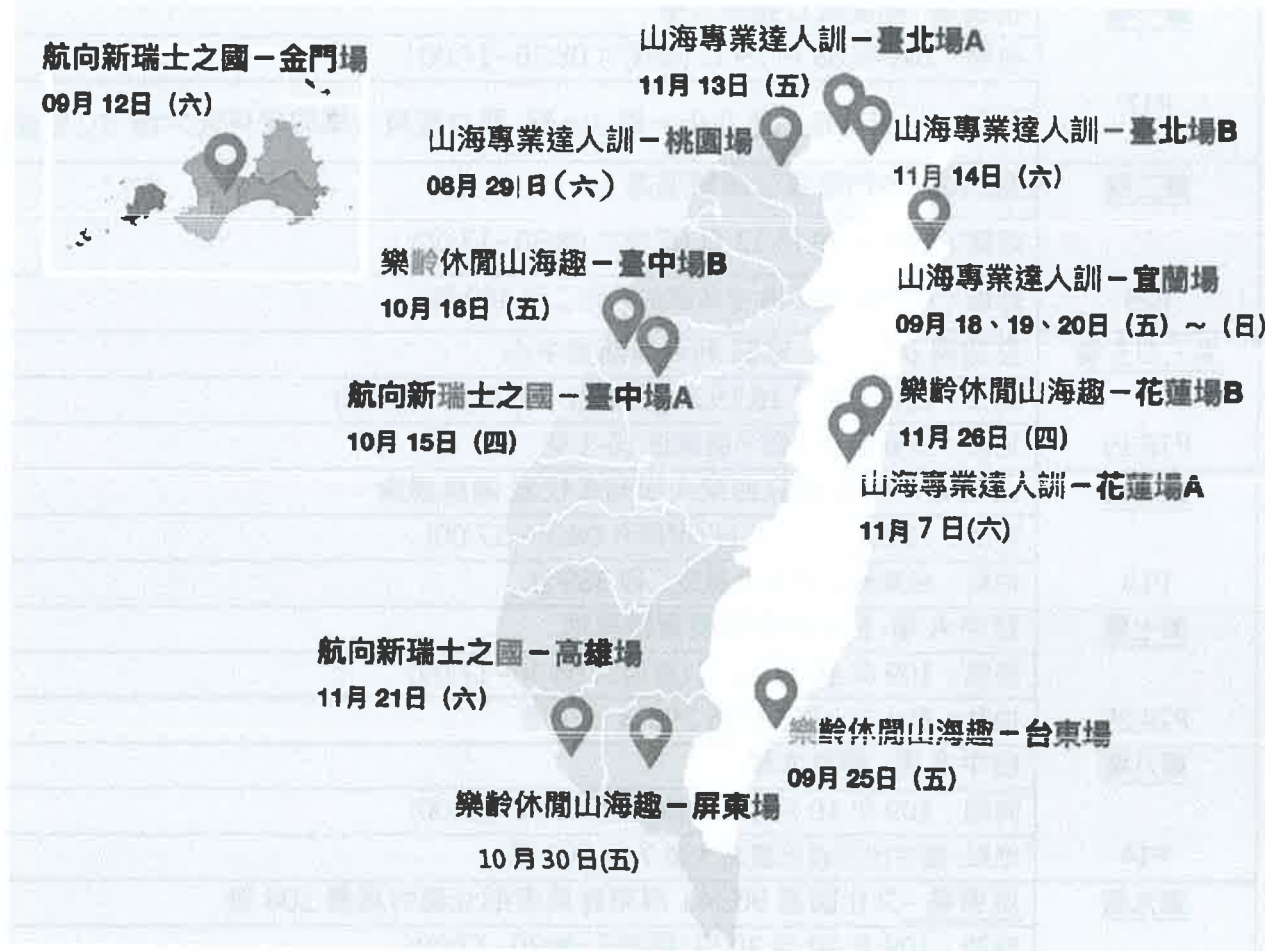 航向新瑞士之國－金門場
09月 12日（六）
山海專業達人訓－臺北場A
11月 13日（五）
山海專業達人訓－桃園場
08月 29日（六）
山海專業達人訓－臺北場B
11月 14日（六）
樂齡休閒山海趣－臺中場B
10月 16日（五）
山海專業達人訓－宜蘭場
09月 18、19、20日（五）～（日）
航向新瑞士之國－臺中場A
10月 15日（四）
樂齡休閒山海趣－花蓮場B
11月 26日（四）
山海專業達人訓－花蓮場A
11月 7 日(六)
航向新瑞士之國－高雄場
11月 21日（六）
樂齡休閒山海趣－台東場
09月 25日（五）
樂齡休閒山海趣－屏東場
10 月 30 日(五)